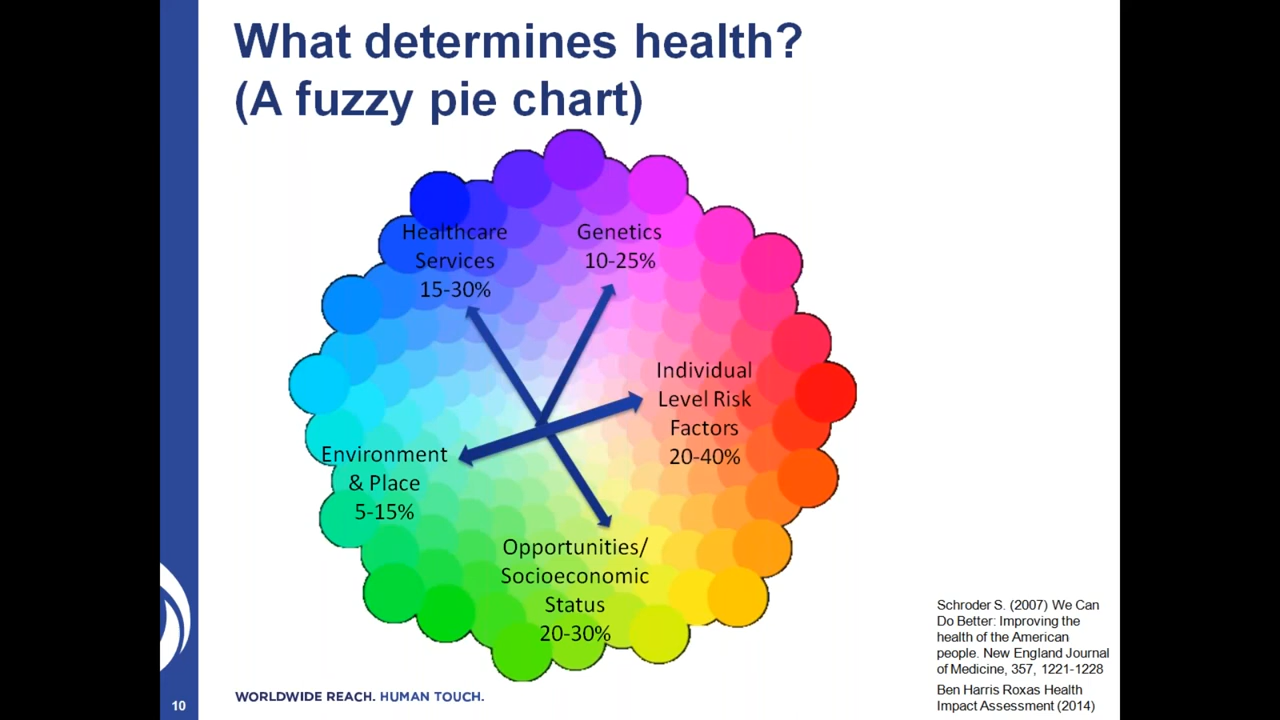 What determines health?
(A fuzzy pie chart)
Healthcare
Services
15-30%
Genetics
10-25%
Individual
Level Risk
Factors
20-40%
Environment
& Place
5-15%
Opportunities/
Socioeconomic
Status
20-30%
Schroder S. (2007) We Can
Do Better: Improving the
health of the American
people. New England Journal
of Medicine, 357, 1221-1228
Ben Harris Roxas Health
Impact Assessment (2014)
10
WORLDWIDE REACH. HUMAN TOUCH.